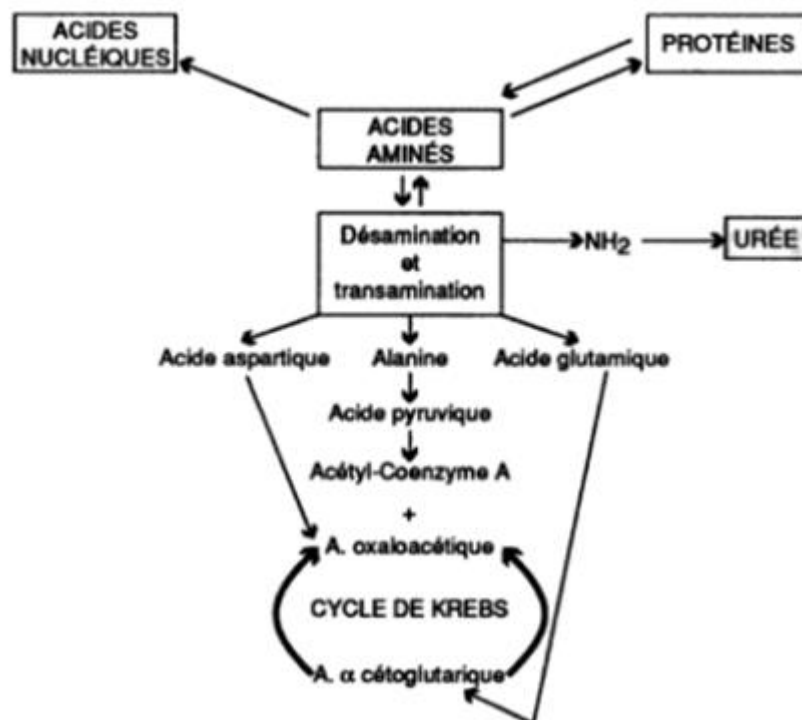 ACIDES
NUCLÉIQUES
PROTÉINES
ACIDES
AMINÉS
Désamination
et
transamination
NH2
URÉE
Acide aspartique
Alanine
Acide glutamique
Acide pyruvique
Acétyl-Coenzyme A
+
A. oxaloacétique
CYCLE DE KREBS
A. α cétoglutarique